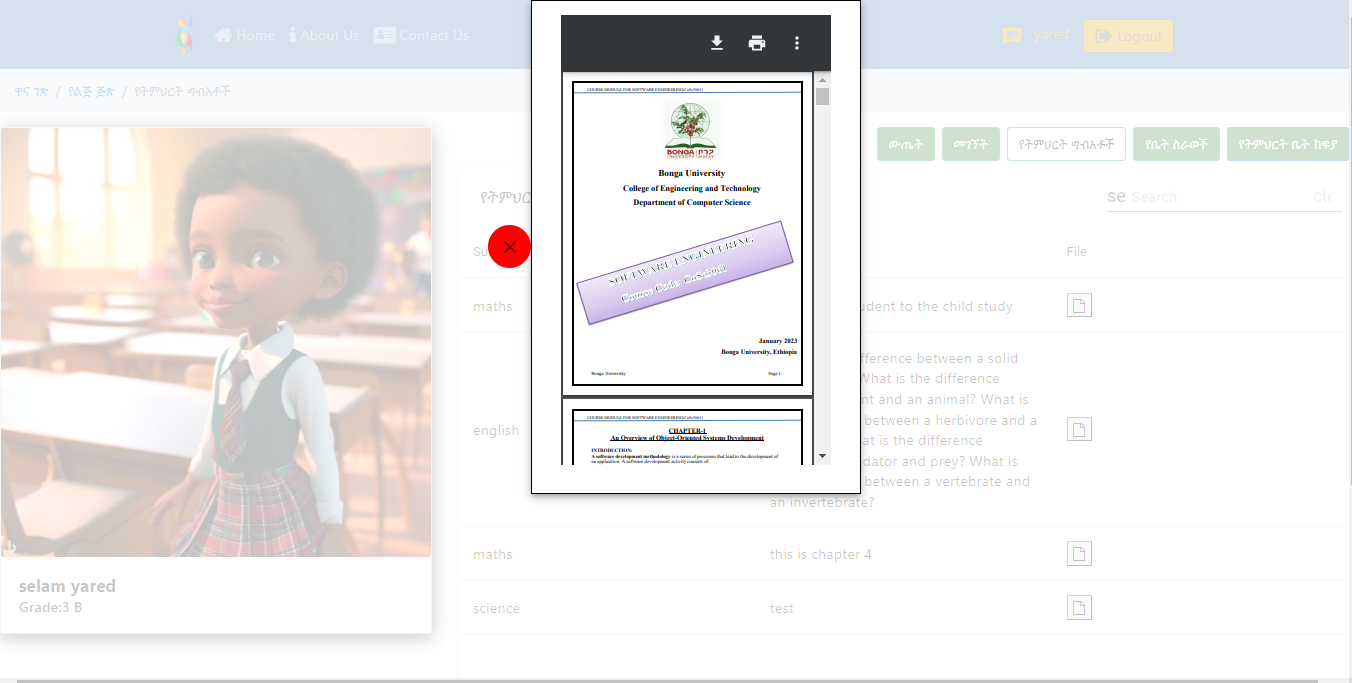 Home
About Us
Contact Us
yared
Logout
ዋና ገጽ / የልጅ ጅጽ / የትምህርት ግብአቶች
ውጤት
መገኘት
የትምህርት ግብአቶች
የቤት ስራወች
የትምህርት ቤት ክፍያ
se Search
File
maths
udent to the child study
english
fference between a solid
What is the difference
nt and an animal? What is
between a herbivore and a
at is the difference
dator and prey? What is
between a vertebrate and
an invertebrate?
maths
this is chapter 4
science
test
selam yared
Grade:3 B
COURSE MODULE FOR SOFTWARE ENGINEERING(CoSc3061)
BONGA
UNIVERSITY
Bonga University
College of Engineering and Technology
Department of Computer Science
SOFTWARE ENGINEERING
Course Code: CoSc3061
January 2023
Bonga University, Ethiopia
Bonga University
Page 1
COURSE MODULE FOR SOFTWARE ENGINEERING(CoSc3061)
CHAPTER-1
An Overview of Object-Oriented Systems Development
INTRODUCTION:
A software development methodology is a series of processes that lead to the development of
an application. A software development activity consists of